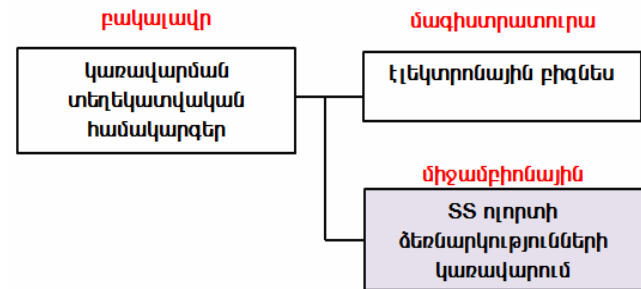 բակալավր
կառավարման
տեղեկատվական
համակարգեր
մագիստրատուրա
էլեկտրոնային բիզնես
միջամբիոնային
ՏՏ ոլորտի
ձեռնարկությունների
կառավարում